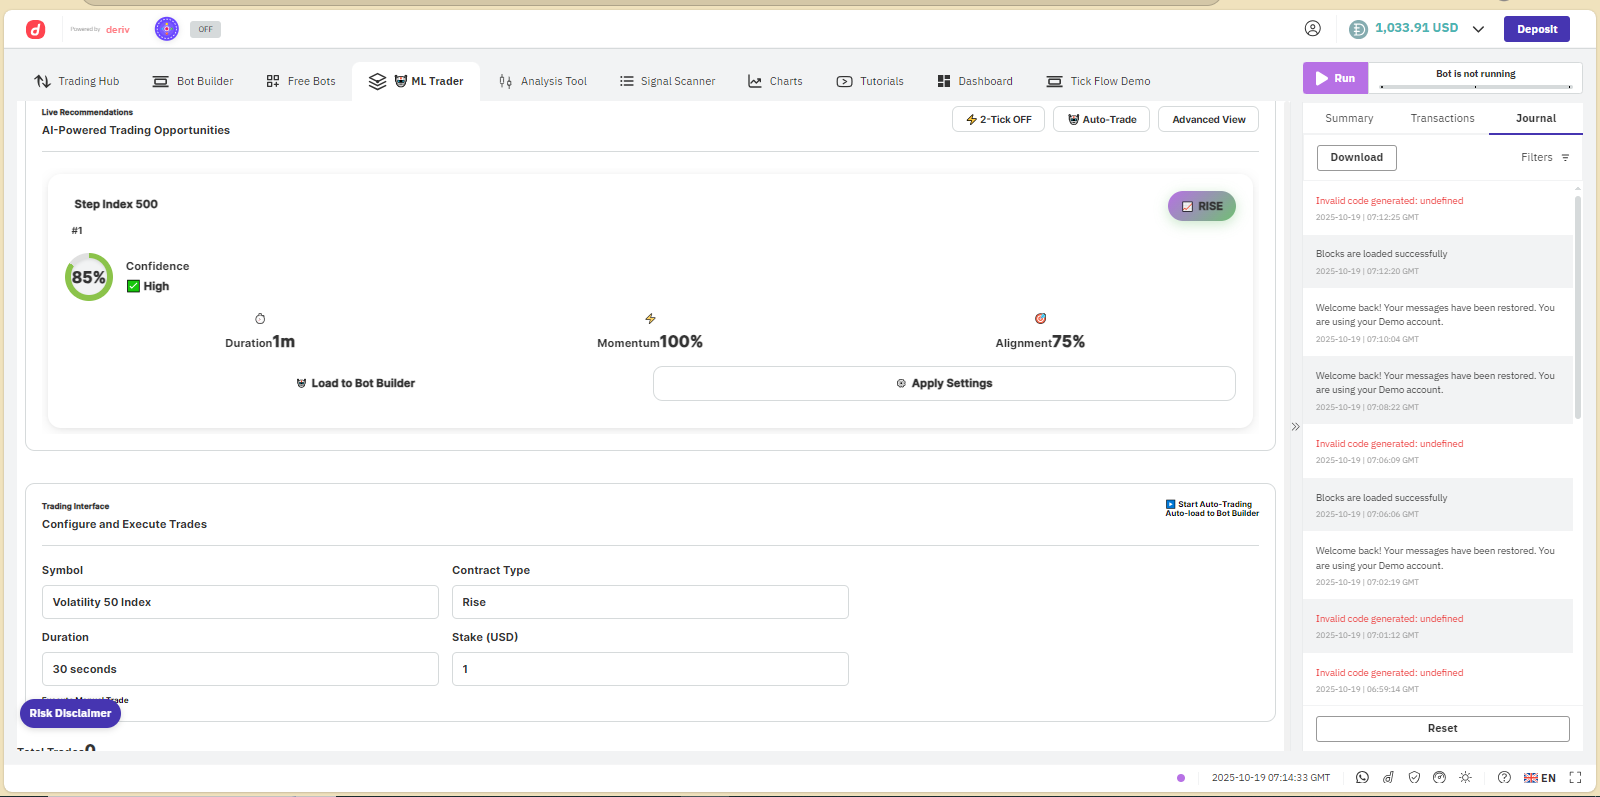 Powered by deriv
OFF
1,033.91 USD
Deposit
Trading Hub
Bot Builder
Free Bots
ML Trader
Analysis Tool
Signal Scanner
Charts
Tutorials
Dashboard
Tick Flow Demo
Run
Bot is not running
Live Recommendations
AI-Powered Trading Opportunities
2-Tick OFF
Auto-Trade
Advanced View
Step Index 500
RISE
#1
85%
Confidence
High
Duration1m
Momentum100%
Alignment75%
Load to Bot Builder
Apply Settings
Trading Interface
Configure and Execute Trades
Start Auto-Trading
Auto-load to Bot Builder
Symbol
Contract Type
Volatility 50 Index
Rise
Duration
Stake (USD)
30 seconds
1
Execute Manual Trade
Risk Disclaimer
Total Trades0
Summary
Transactions
Journal
Download
Filters
Invalid code generated: undefined
2025-10-19 | 07:12:25 GMT
Blocks are loaded successfully
2025-10-19 | 07:12:20 GMT
Welcome back! Your messages have been restored. You
are using your Demo account.
2025-10-19 | 07:10:04 GMT
Welcome back! Your messages have been restored. You
are using your Demo account.
2025-10-19 | 07:08:22 GMT
Invalid code generated: undefined
2025-10-19 | 07:06:09 GMT
Blocks are loaded successfully
2025-10-19 | 07:06:06 GMT
Welcome back! Your messages have been restored. You
are using your Demo account.
2025-10-19 | 07:02:19 GMT
Invalid code generated: undefined
2025-10-19 | 07:01:12 GMT
Invalid code generated: undefined
2025-10-19 | 06:59:14 GMT
Reset
2025-10-19 07:14:33 GMT
EN